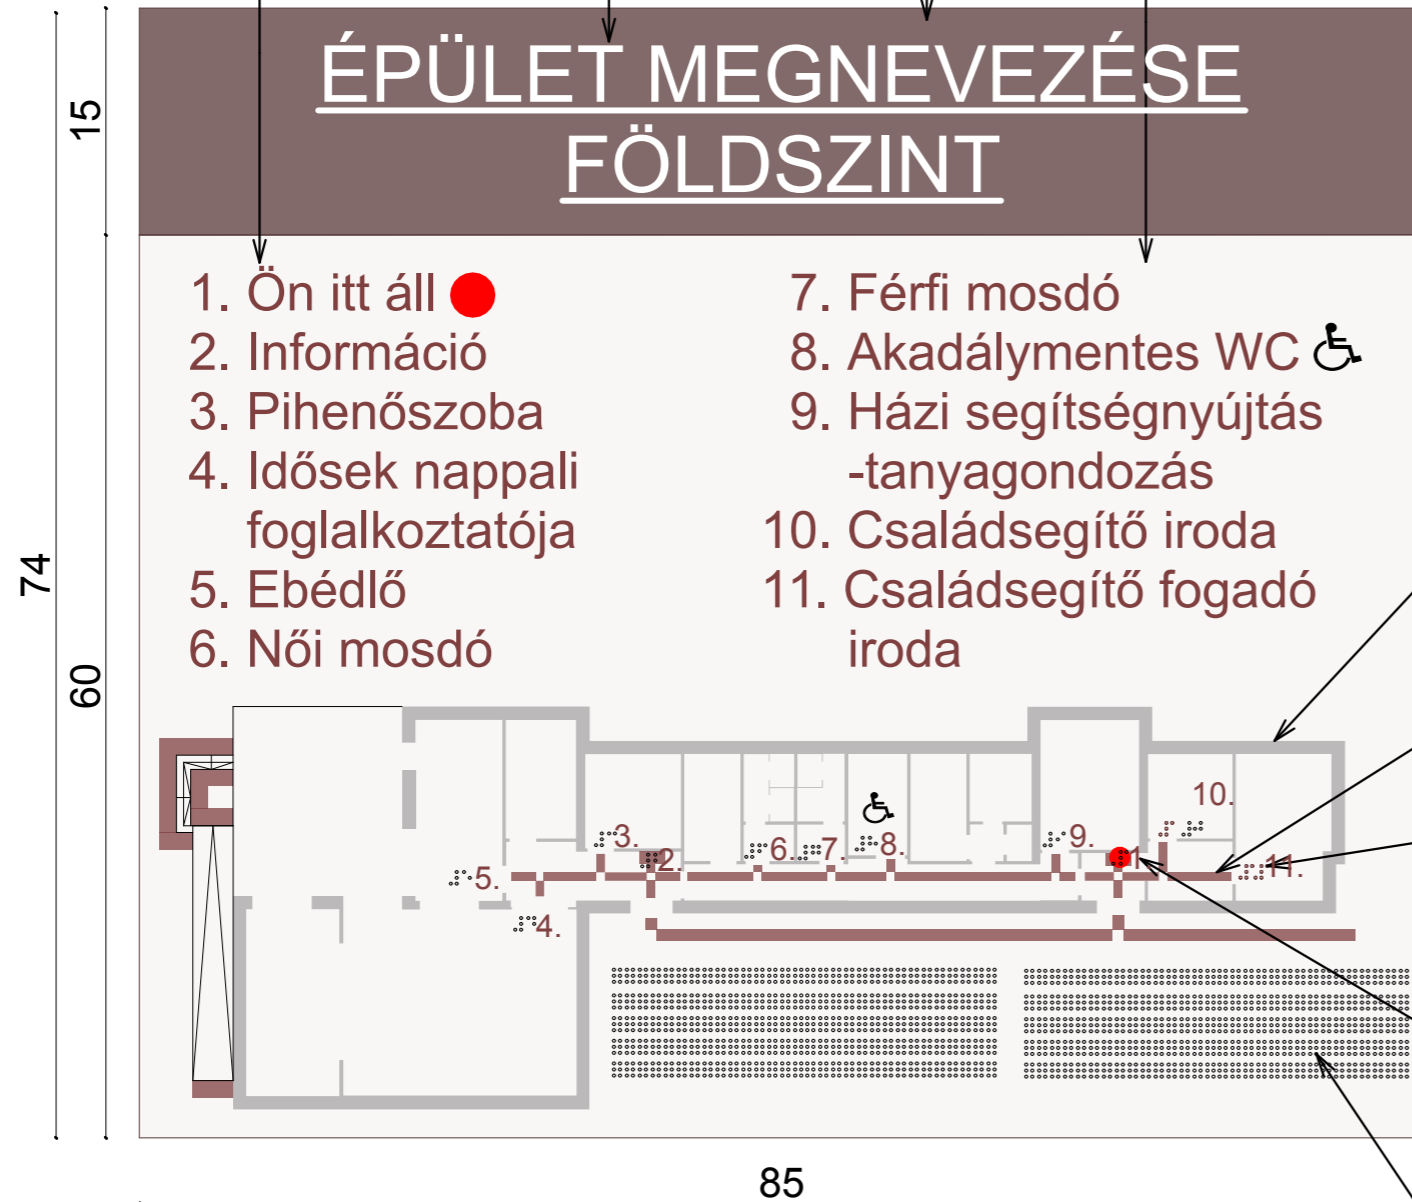 ÉPÜLET MEGNEVEZÉSE
FÖLDSZINT
15
74
60
1. Ön itt áll
2. Információ
3. Pihenőszoba
4. Idősek nappali
foglalkoztatója
5. Ebédlő
6. Női mosdó
7. Férfi mosdó
8. Akadálymentes WC
9. Házi segítségnyújtás
-tanyagondozás
10. Családsegítő iroda
11. Családsegítő fogadó
iroda
10.
3.
2.
6.
7.
8.
9.
1
11.
5.
4.
85